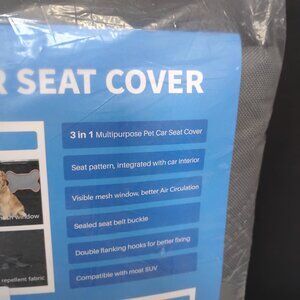 R SEAT COVER
3 in 1 Multipurpose Pet Car Seat Cover
Seat pattern, integrated with car interior
Visible mesh window, better Air Circulation
Sealed seat belt buckle
window
Double flanking hooks for better fixing
repellent fabric
Compatible with most SUV